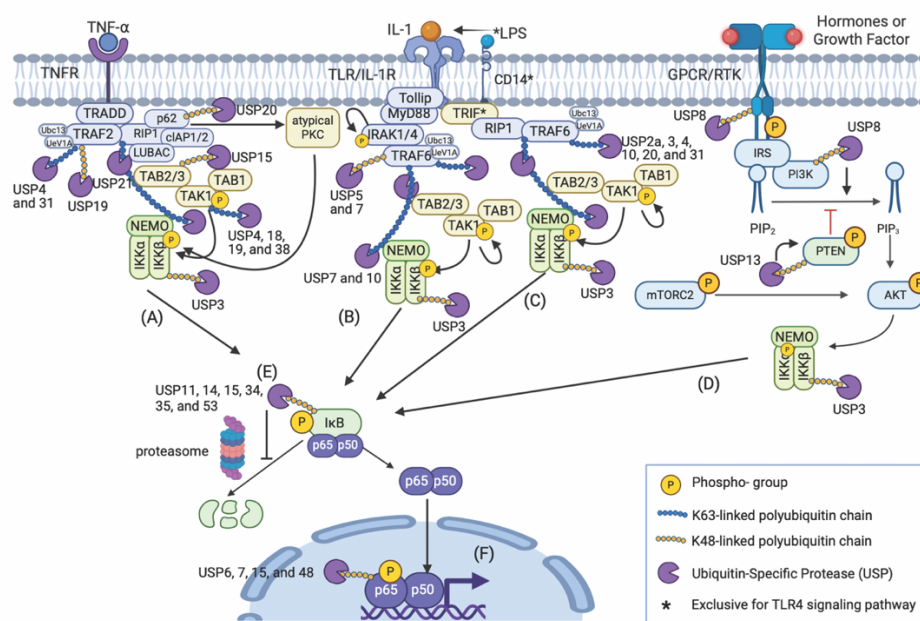 TNF-α
TNFR
TRADD
Ubc13
UeV1A
TRAF2
RIP1
p62
cIAP1/2
LUBAC
USP20
USP15
USP4
and 31
USP19
USP21
TAB2/3
TAB1
TAK1
P
NEMO
IKKα
IKKβ
P
USP4, 18,
19, and 38
USP3
(A)
atypical
PKC
IL-1
*LPS
TLR/IL-1R
CD14*
Tollip
MyD88
TRIF*
P
IRAK1/4
Ubc13
UeV1A
TRAF6
USP5
and 7
TAB2/3
TAB1
TAK1
P
NEMO
IKKα
IKKβ
P
USP7 and 10
USP3
(B)
RIP1
TRAF6
Ubc13
UeV1A
USP2a, 3, 4,
10, 20, and 31
TAB2/3
TAB1
TAK1
P
NEMO
IKKα
IKKβ
P
USP3
(C)
Hormones or
Growth Factor
GPCR/RTK
USP8
P
IRS
PI3K
USP8
PIP₂
PIP₃
PTEN
P
USP13
mTORC2
P
AKT
P
NEMO
IKKα
P
IKKβ
USP3
(D)
(E)
USP11, 14, 15, 34,
35, and 53
P
IκB
p65 p50
proteasome
p65 p50
(F)
USP6, 7, 15, and 48
P
p65 p50
P Phospho- group
K63-linked polyubiquitin chain
K48-linked polyubiquitin chain
Ubiquitin-Specific Protease (USP)
* Exclusive for TLR4 signaling pathway